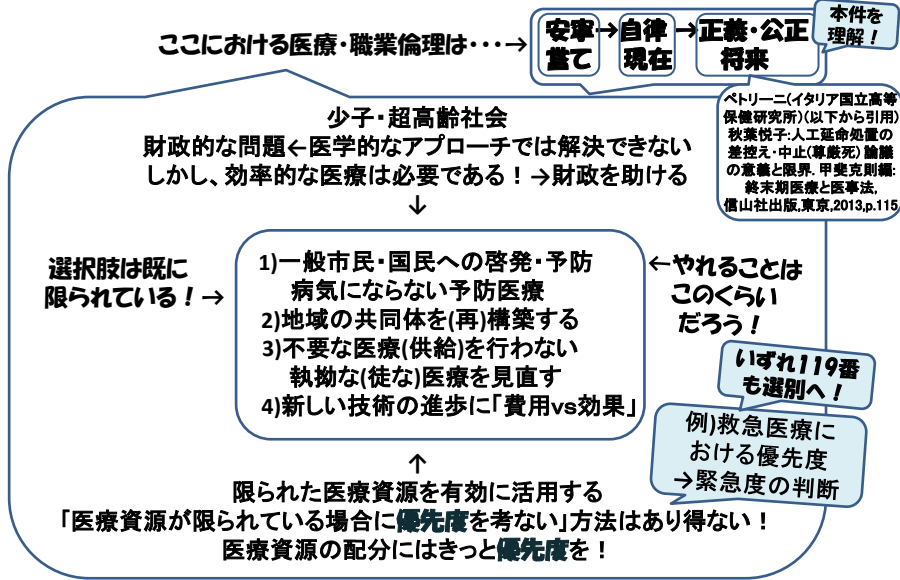 ここにおける医療・職業倫理は・・・→
安寧→自律→正義・公正
嘗て 現在 将来
本件を
理解！
ペトリーニ(イタリア国立高等
保健研究所)(以下から引用)
秋葉悦子:人工延命処置の
差控え・中止(尊厳死)論議
の意義と限界. 甲斐克則編:
終末期医療と医事法,
信山社出版,東京,2013,p.115
少子・超高齢社会
財政的な問題←医学的なアプローチでは解決できない
しかし、効率的な医療は必要である！→財政を助ける
↓
選択肢は既に
限られている！→
1)一般市民・国民への啓発・予防
病気にならない予防医療
2)地域の共同体を(再)構築する
3)不要な医療(供給)を行わない
執拗な(徒な)医療を見直す
4)新しい技術の進歩に「費用vs効果」
←やれることは
このくらい
だろう！
いずれ119番
も選別へ！
例)救急医療に
おける優先度
→緊急度の判断
↑
限られた医療資源を有効に活用する
「医療資源が限られている場合に優先度を考ない」方法はあり得ない！
医療資源の配分にはきっと優先度を！